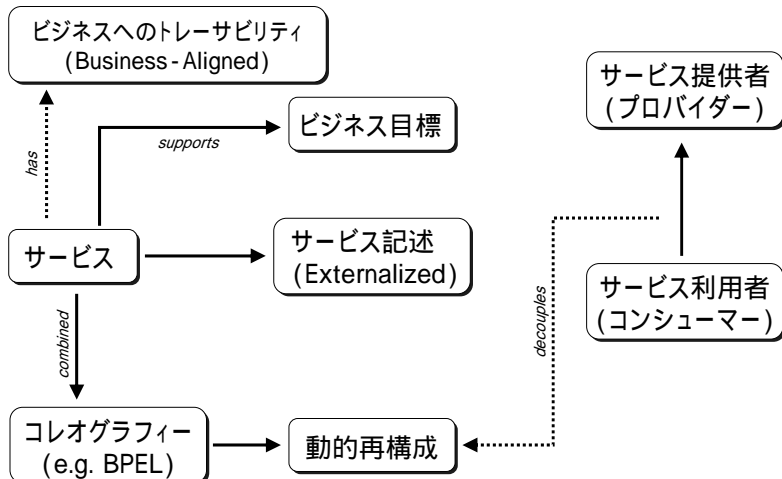 ビジネスへのトレーサビリティ
(Business-Aligned)
サービス提供者
(プロバイダー)
ビジネス目標
supports
has
サービス
サービス記述
(Externalized)
サービス利用者
(コンシューマー)
combined
decouples
コレオグラフィー
(e.g. BPEL)
動的再構成